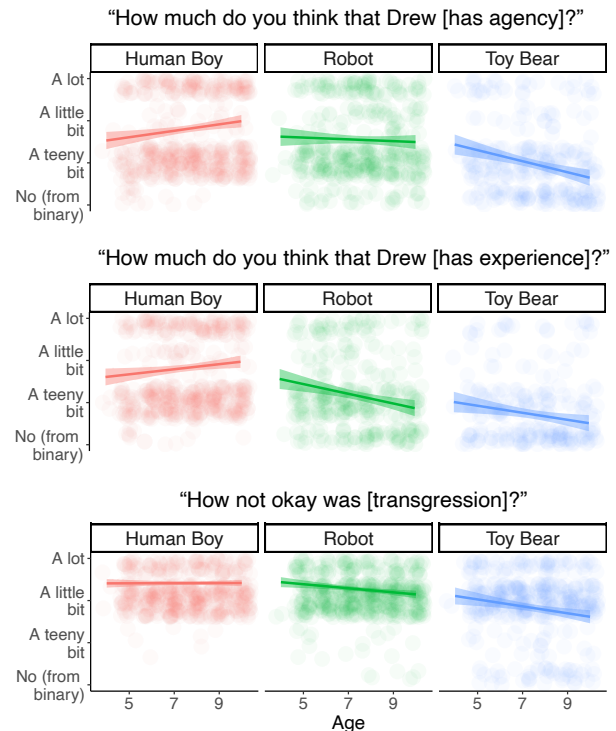 “How much do you think that Drew [has agency]?”
Human Boy
Robot
Toy Bear
A lot
A little
bit
A teeny
bit
No (from
binary)
“How much do you think that Drew [has experience]?”
Human Boy
Robot
Toy Bear
A lot
A little
bit
A teeny
bit
No (from
binary)
“How not okay was [transgression]?”
Human Boy
Robot
Toy Bear
A lot
A little
bit
A teeny
bit
No (from
binary)
5 7 9 5 7 9 5 7 9
Age